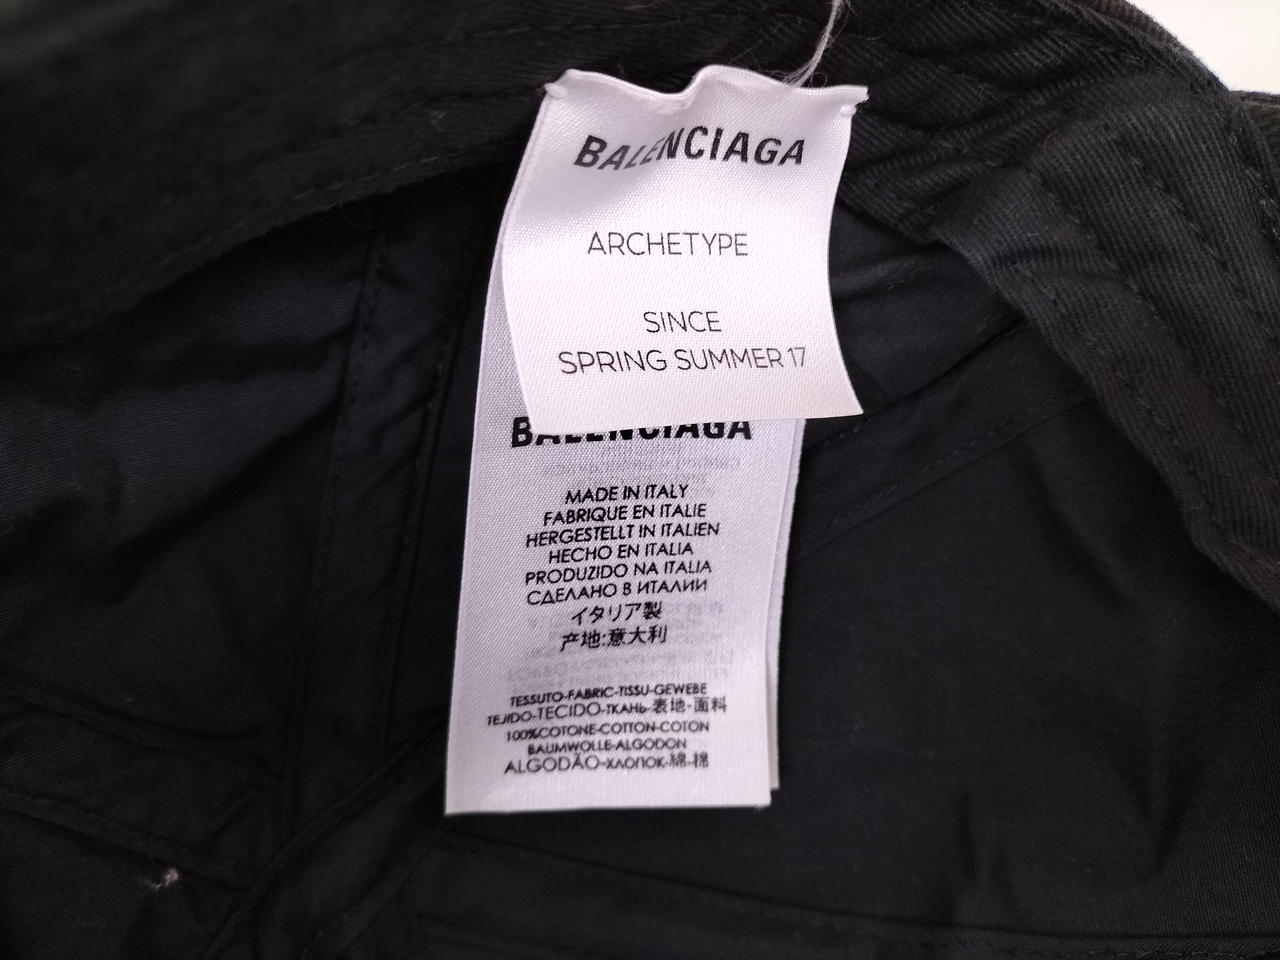 BALENCIAGA
ARCHETYPE
SINCE
SPRING SUMMER 17
BALENCIAGA
MADE IN ITALY
FABRIQUE EN ITALIE
HERGESTELLT IN ITALIEN
HECHO EN ITALIA
PRODUZIDO NA ITALIA
СДЕЛАНО В ИТАЛИИ
イタリア製
产地:意大利
TESSUTO-FABRIC-TISSU-GEWEBE
TEJIDO-TECIDO-ТКАНЬ-表地-面料
100%COTONE-COTTON-COTON
BAUMWOLLE-ALGODON
ALGODÃO-ХЛОПОК-綿-棉